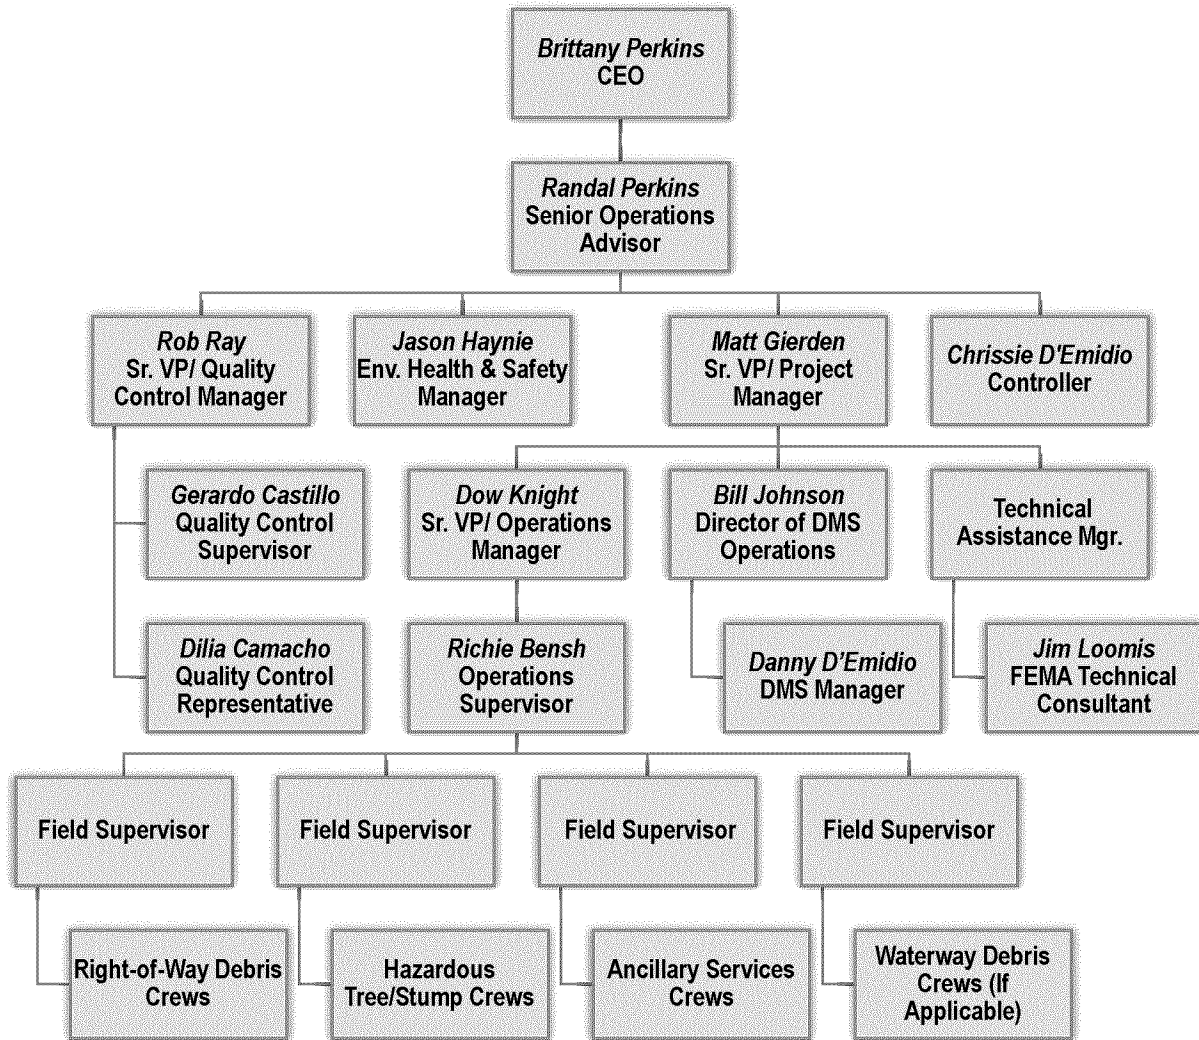 Brittany Perkins
CEO
Randal Perkins
Senior Operations
Advisor
Rob Ray
Sr. VP/ Quality
Control Manager
Jason Haynie
Env. Health & Safety
Manager
Matt Gierden
Sr. VP/ Project
Manager
Chrissie D'Emidio
Controller
Gerardo Castillo
Quality Control
Supervisor
Dow Knight
Sr. VP/ Operations
Manager
Bill Johnson
Director of DMS
Operations
Technical
Assistance Mgr.
Dilia Camacho
Quality Control
Representative
Richie Bensh
Operations
Supervisor
Danny D'Emidio
DMS Manager
Jim Loomis
FEMA Technical
Consultant
Field Supervisor
Field Supervisor
Field Supervisor
Field Supervisor
Right-of-Way Debris
Crews
Hazardous
Tree/Stump Crews
Ancillary Services
Crews
Waterway Debris
Crews (If
Applicable)